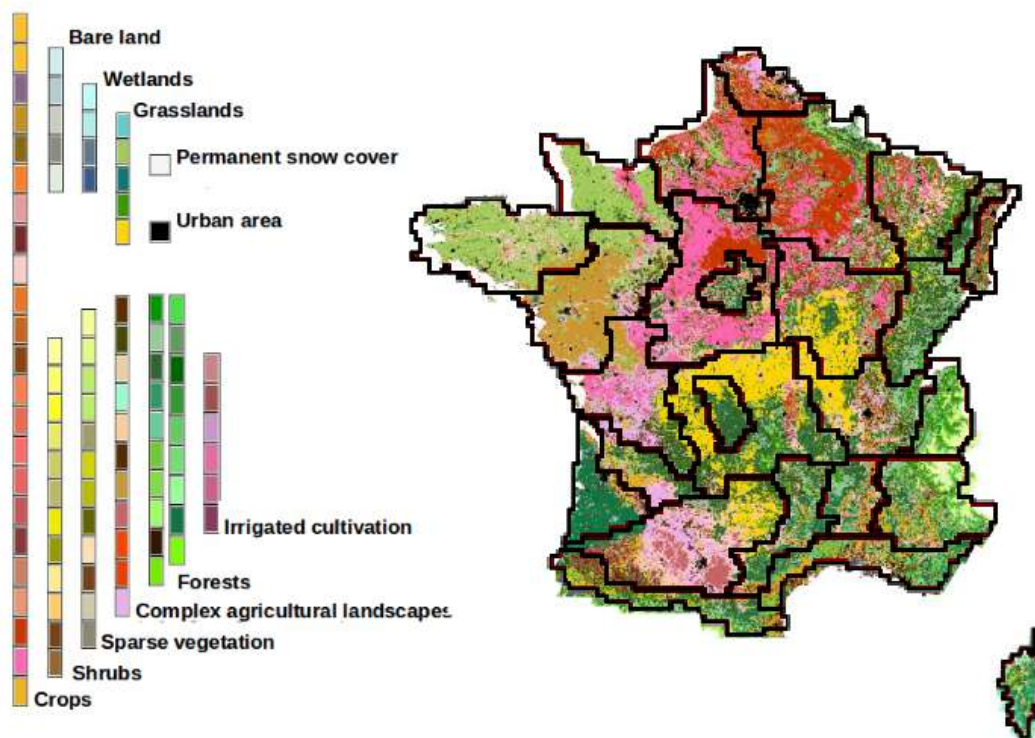 Bare land
Wetlands
Grasslands
Permanent snow cover
Urban area
Irrigated cultivation
Forests
Complex agricultural landscapes
Sparse vegetation
Shrubs
Crops